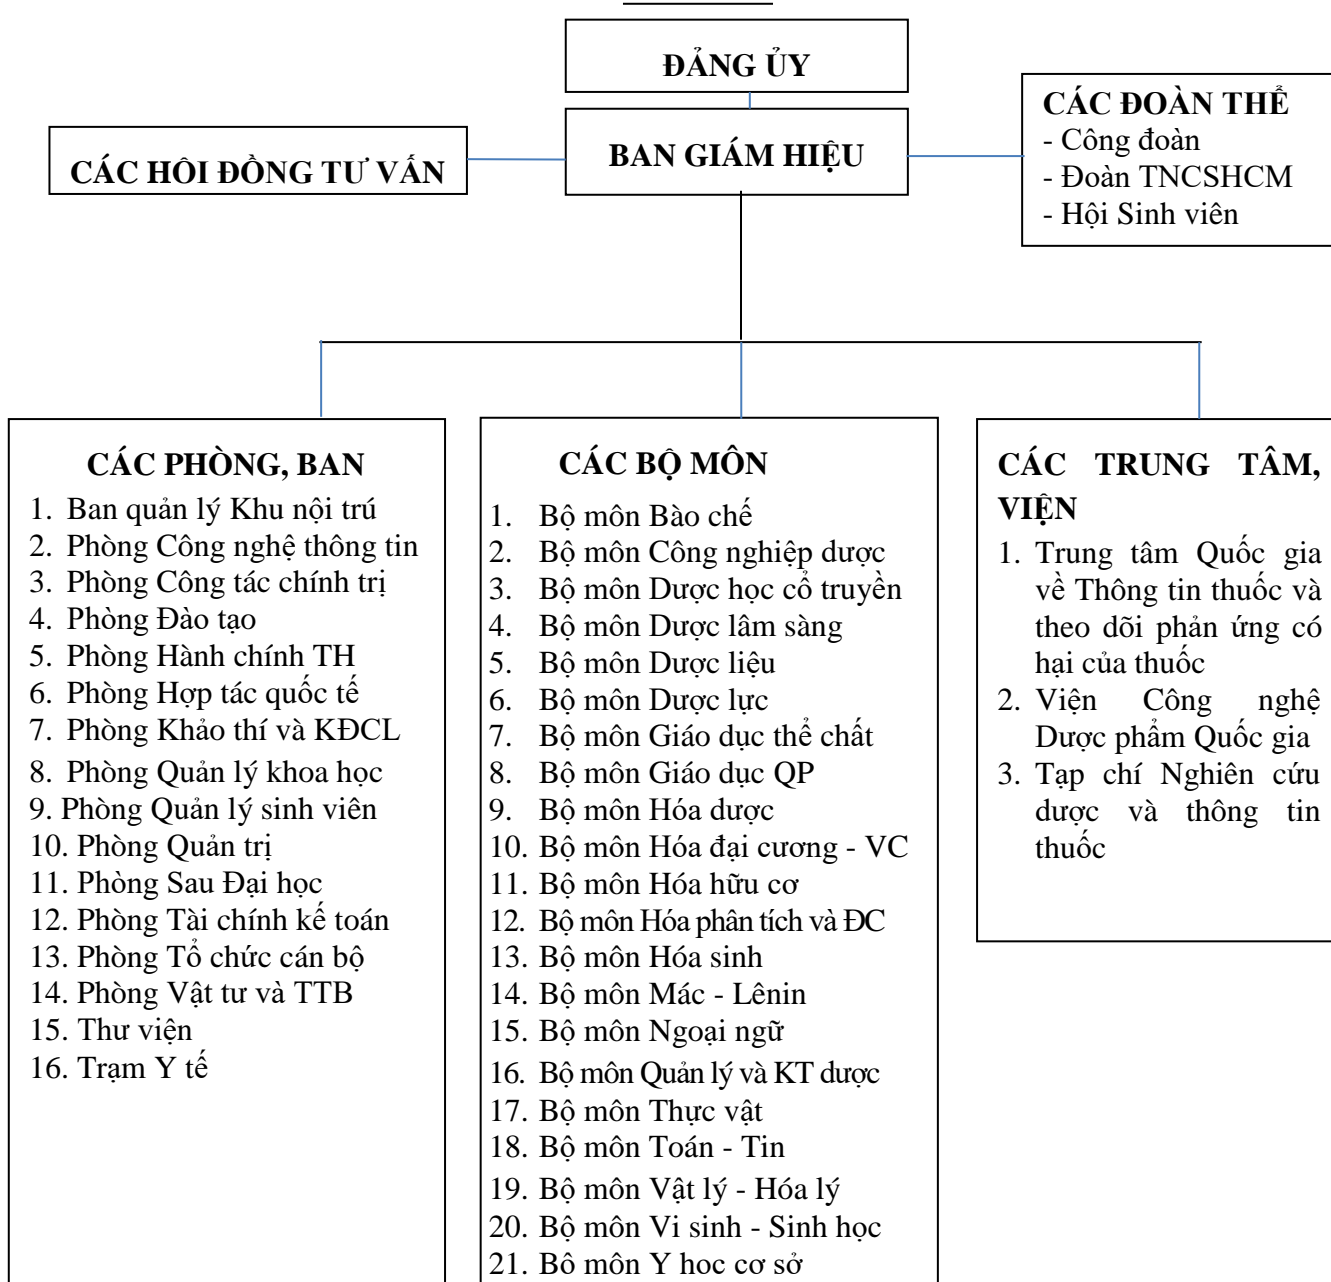 ĐẢNG ỦY
BAN GIÁM HIỆU
CÁC HÔI ĐỒNG TƯ VẤN
CÁC ĐOÀN THỂ
- Công đoàn
- Đoàn TNCSHCM
- Hội Sinh viên
CÁC PHÒNG, BAN
1. Ban quản lý Khu nội trú
2. Phòng Công nghệ thông tin
3. Phòng Công tác chính trị
4. Phòng Đào tạo
5. Phòng Hành chính TH
6. Phòng Hợp tác quốc tế
7. Phòng Khảo thí và KĐCL
8. Phòng Quản lý khoa học
9. Phòng Quản lý sinh viên
10. Phòng Quản trị
11. Phòng Sau Đại học
12. Phòng Tài chính kế toán
13. Phòng Tổ chức cán bộ
14. Phòng Vật tư và TTB
15. Thư viện
16. Trạm Y tế
CÁC BỘ MÔN
1. Bộ môn Bào chế
2. Bộ môn Công nghiệp dược
3. Bộ môn Dược học cổ truyền
4. Bộ môn Dược lâm sàng
5. Bộ môn Dược liệu
6. Bộ môn Dược lực
7. Bộ môn Giáo dục thể chất
8. Bộ môn Giáo dục QP
9. Bộ môn Hóa dược
10. Bộ môn Hóa đại cương - VC
11. Bộ môn Hóa hữu cơ
12. Bộ môn Hóa phân tích và ĐC
13. Bộ môn Hóa sinh
14. Bộ môn Mác - Lênin
15. Bộ môn Ngoại ngữ
16. Bộ môn Quản lý và KT dược
17. Bộ môn Thực vật
18. Bộ môn Toán - Tin
19. Bộ môn Vật lý - Hóa lý
20. Bộ môn Vi sinh - Sinh học
21. Bô môn Y hoc cơ sở
CÁC TRUNG TÂM,
VIỆN
1. Trung tâm Quốc gia
về Thông tin thuốc và
theo dõi phản ứng có
hại của thuốc
2. Viện Công nghệ
Dược phẩm Quốc gia
3. Tạp chí Nghiên cứu
dược và thông tin
thuốc